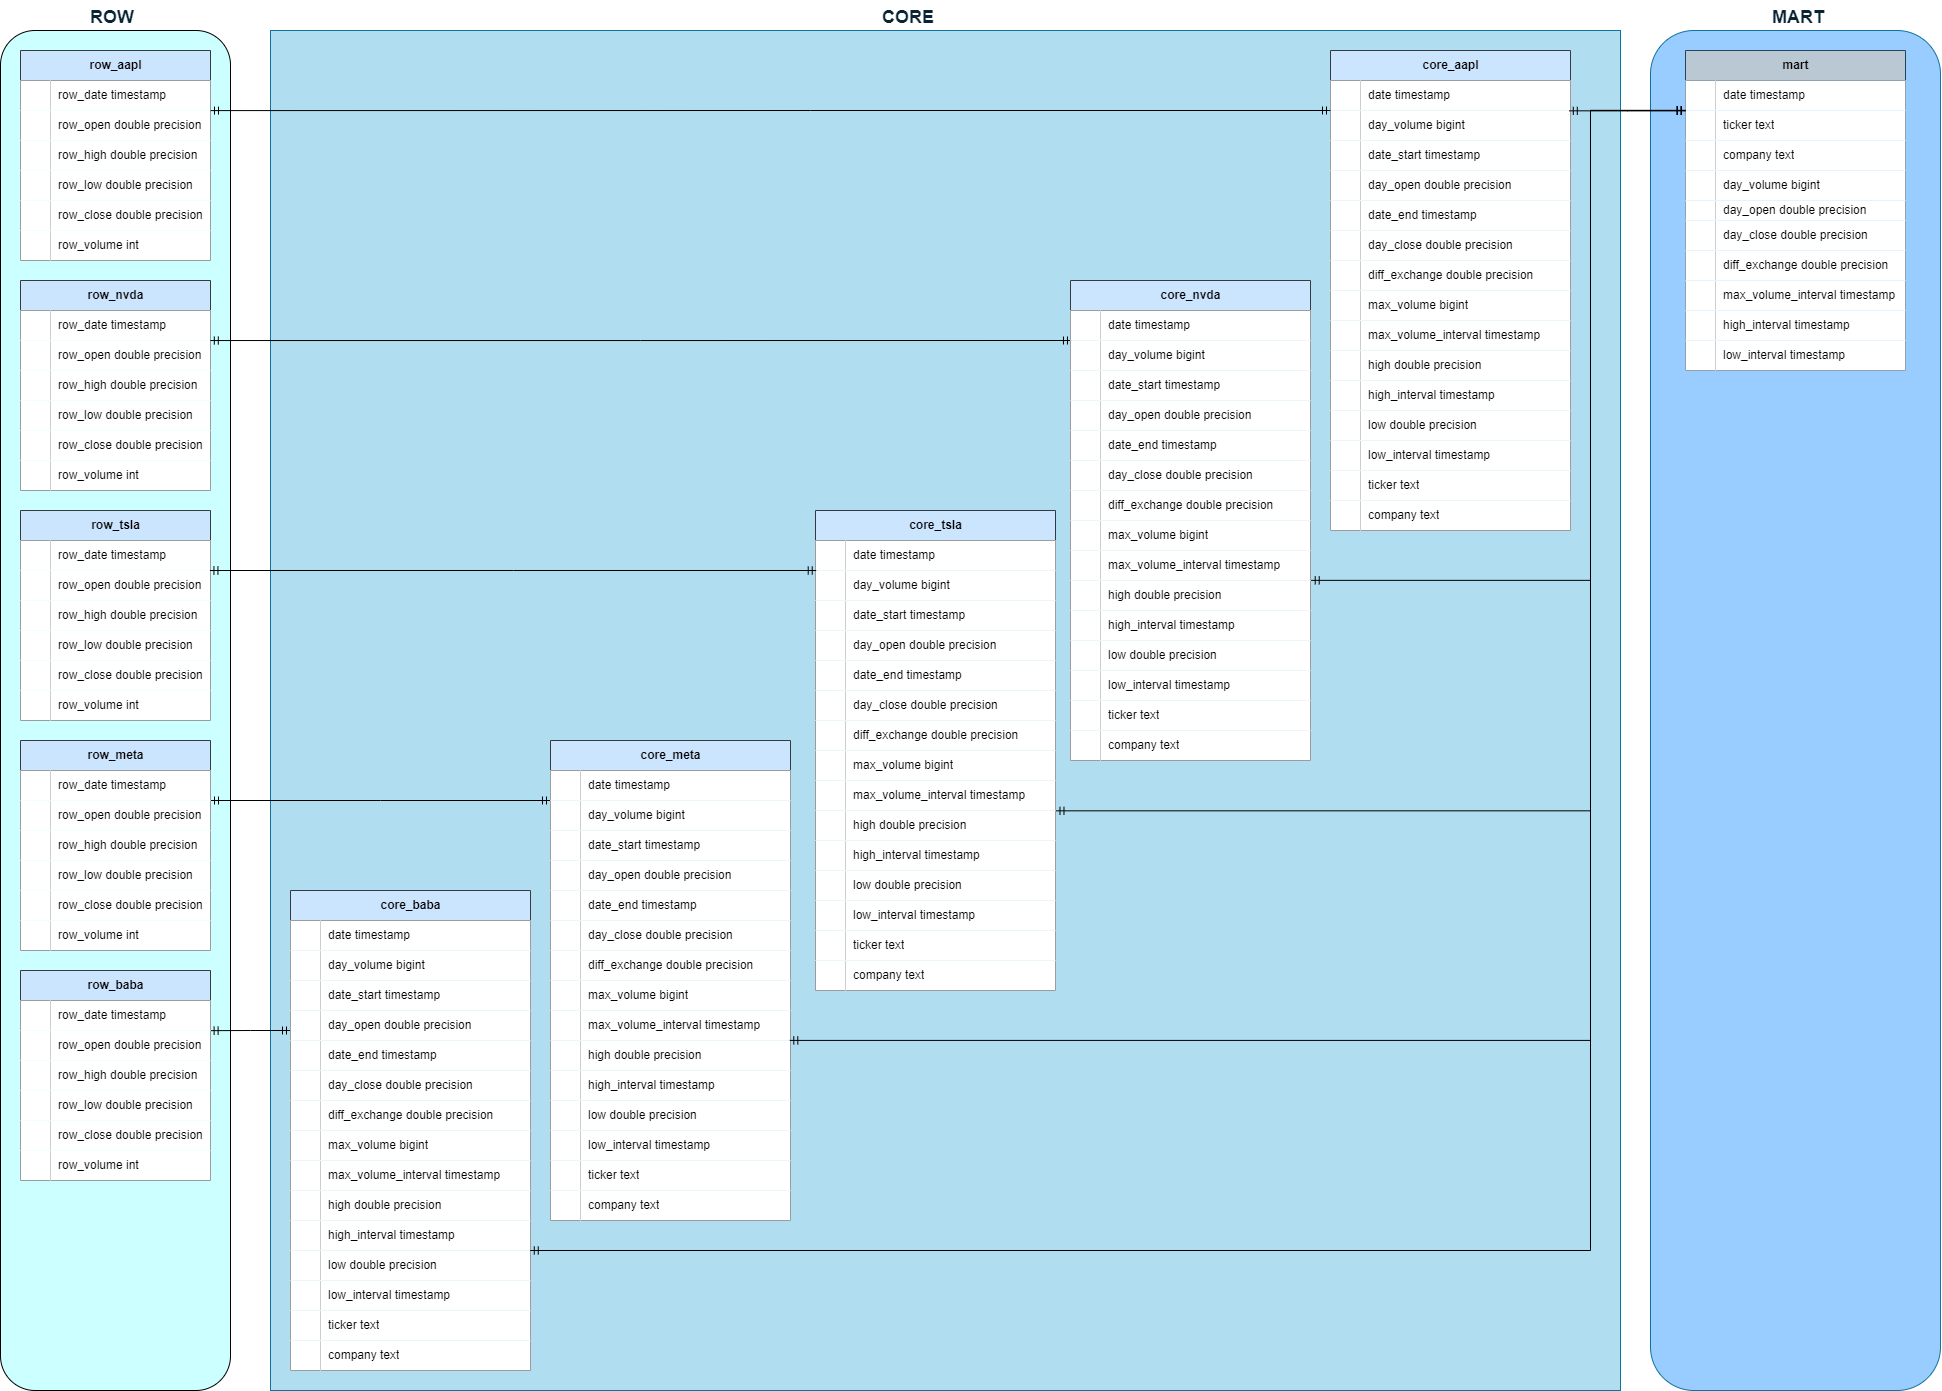 ROW
CORE
MART
row_aapl
row_date timestamp
row_open double precision
row_high double precision
row_low double precision
row_close double precision
row_volume int
row_nvda
row_date timestamp
row_open double precision
row_high double precision
row_low double precision
row_close double precision
row_volume int
row_tsla
row_date timestamp
row_open double precision
row_high double precision
row_low double precision
row_close double precision
row_volume int
row_meta
row_date timestamp
row_open double precision
row_high double precision
row_low double precision
row_close double precision
row_volume int
row_baba
row_date timestamp
row_open double precision
row_high double precision
row_low double precision
row_close double precision
row_volume int
core_baba
date timestamp
day_volume bigint
date_start timestamp
day_open double precision
date_end timestamp
day_close double precision
diff_exchange double precision
max_volume bigint
max_volume_interval timestamp
high double precision
high_interval timestamp
low double precision
low_interval timestamp
ticker text
company text
core_meta
date timestamp
day_volume bigint
date_start timestamp
day_open double precision
date_end timestamp
day_close double precision
diff_exchange double precision
max_volume bigint
max_volume_interval timestamp
high double precision
high_interval timestamp
low double precision
low_interval timestamp
ticker text
company text
core_tsla
date timestamp
day_volume bigint
date_start timestamp
day_open double precision
date_end timestamp
day_close double precision
diff_exchange double precision
max_volume bigint
max_volume_interval timestamp
high double precision
high_interval timestamp
low double precision
low_interval timestamp
ticker text
company text
core_nvda
date timestamp
day_volume bigint
date_start timestamp
day_open double precision
date_end timestamp
day_close double precision
diff_exchange double precision
max_volume bigint
max_volume_interval timestamp
high double precision
high_interval timestamp
low double precision
low_interval timestamp
ticker text
company text
core_aapl
date timestamp
day_volume bigint
date_start timestamp
day_open double precision
date_end timestamp
day_close double precision
diff_exchange double precision
max_volume bigint
max_volume_interval timestamp
high double precision
high_interval timestamp
low double precision
low_interval timestamp
ticker text
company text
mart
date timestamp
ticker text
company text
day_volume bigint
day_open double precision
day_close double precision
diff_exchange double precision
max_volume_interval timestamp
high_interval timestamp
low_interval timestamp